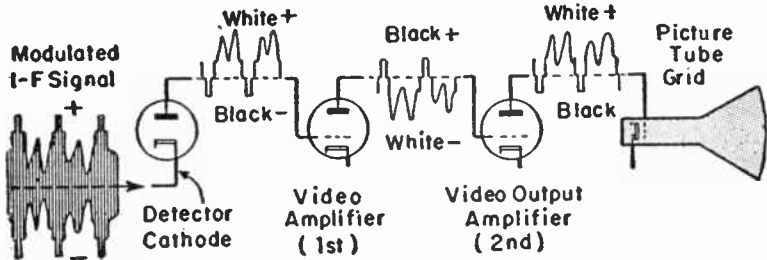 Modulated
I-F Signal
+
−
Detector
Cathode
White+
Black−
Video
Amplifier
(1st)
Black+
White−
Video Output
Amplifier
(2nd)
White+
Black
Picture
Tube
Grid